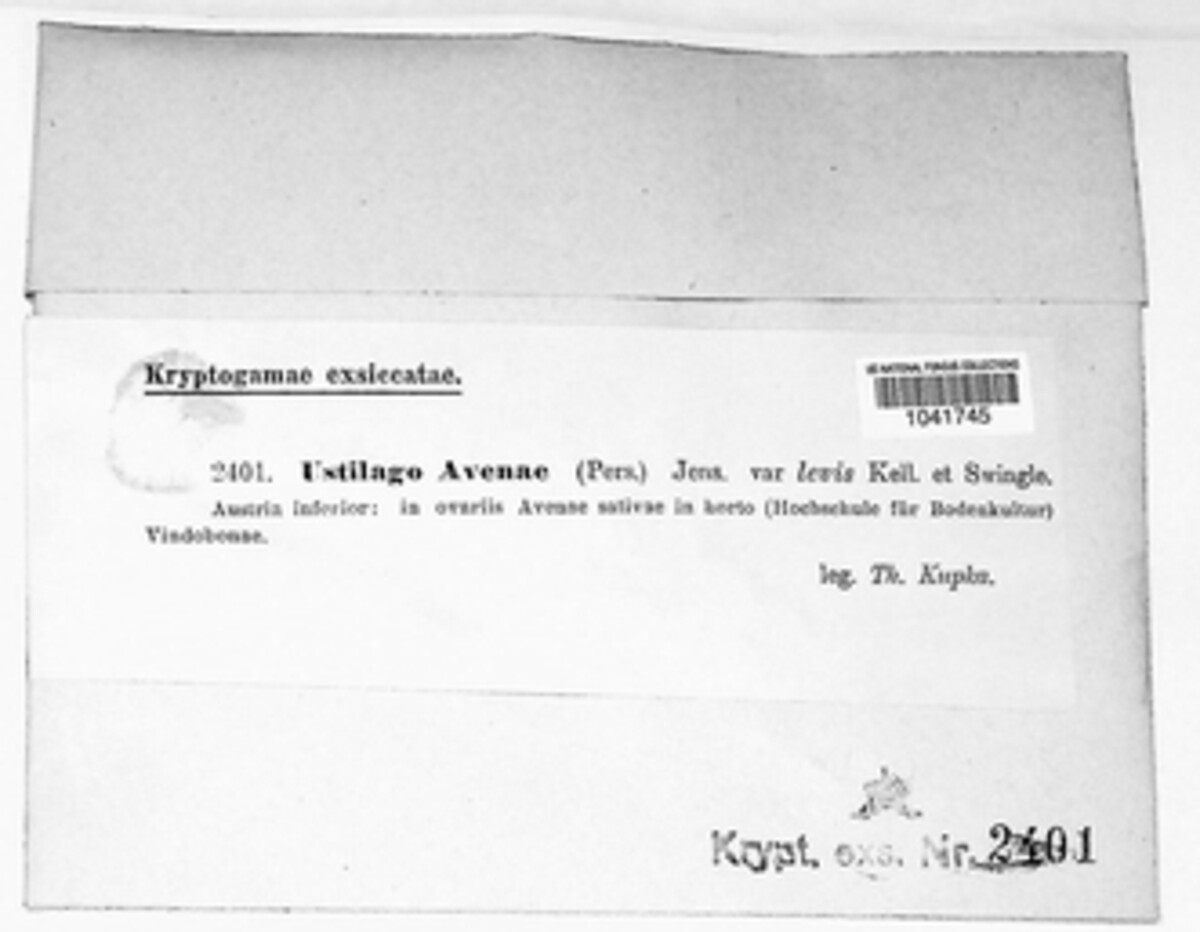 Kryptogamae exsiccatae.
US NATIONAL FUNGUS COLLECTIONS
1041745
2401. Ustilago Avenae (Pers.) Jens. var levis Kell. et Swingle.
Austria inferior: in ovariis Avenae sativae in horto (Hochschule für Bodenkultur)
Vindobonae.
leg. Th. Kupka.
Krypt. exs. Nr. 2401